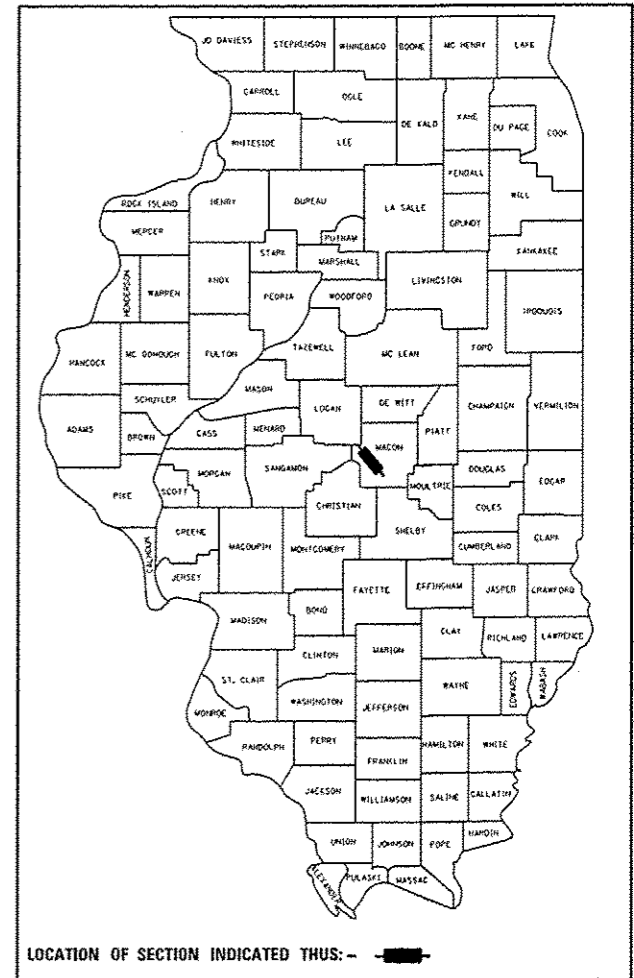 JO DAVIESS STEPHENSON WINNEBAGO BOONE MC HENRY LAKE
CARROLL OGLE DE KALB KANE DU PAGE COOK
WHITESIDE LEE KENDALL WILL
ROCK ISLAND HENRY BUREAU LA SALLE GRUNDY
MERCER PUTNAM KANKAKEE
STARK MARSHALL
HENDERSON WARREN KNOX PEORIA WOODFORD LIVINGSTON IROQUOIS
HANCOCK MC DONOUGH FULTON TAZEWELL MC LEAN FORD
MASON
SCHUYLER LOGAN DE WITT CHAMPAIGN VERMILION
ADAMS BROWN CASS MENARD MACON PIATT
MORGAN SANGAMON DOUGLAS
PIKE SCOTT CHRISTIAN MOULTRIE COLES EDGAR
GREENE SHELBY
CALHOUN MACOUPIN MONTGOMERY CUMBERLAND CLARK
JERSEY FAYETTE EFFINGHAM JASPER CRAWFORD
MADISON BOND
CLAY RICHLAND LAWRENCE
CLINTON MARION
ST. CLAIR WAYNE EDWARDS WABASH
MONROE WASHINGTON JEFFERSON
RANDOLPH PERRY HAMILTON WHITE
FRANKLIN
JACKSON WILLIAMSON SALINE GALLATIN
UNION JOHNSON POPE HARDIN
ALEXANDER PULASKI MASSAC
LOCATION OF SECTION INDICATED THUS: -